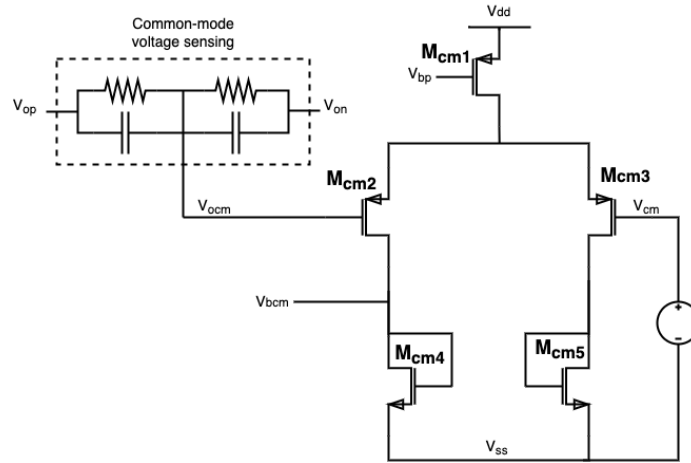 Common-mode
voltage sensing
Vdd
Mcm1
Vbp
Vop
Von
Mcm2
Mcm3
Vocm
Vcm
+
-
Vbcm
Mcm4
Mcm5
Vss